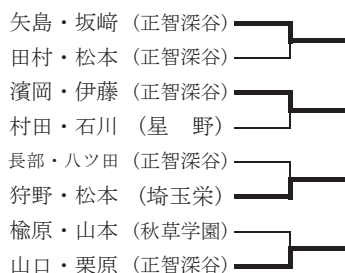 矢島・坂﨑（正智深谷）
田村・松本（正智深谷）
濱岡・伊藤（正智深谷）
村田・石川（星　野）
長部・八ツ田（正智深谷）
狩野・松本（埼玉栄）
楡原・山本（秋草学園）
山口・栗原（正智深谷）